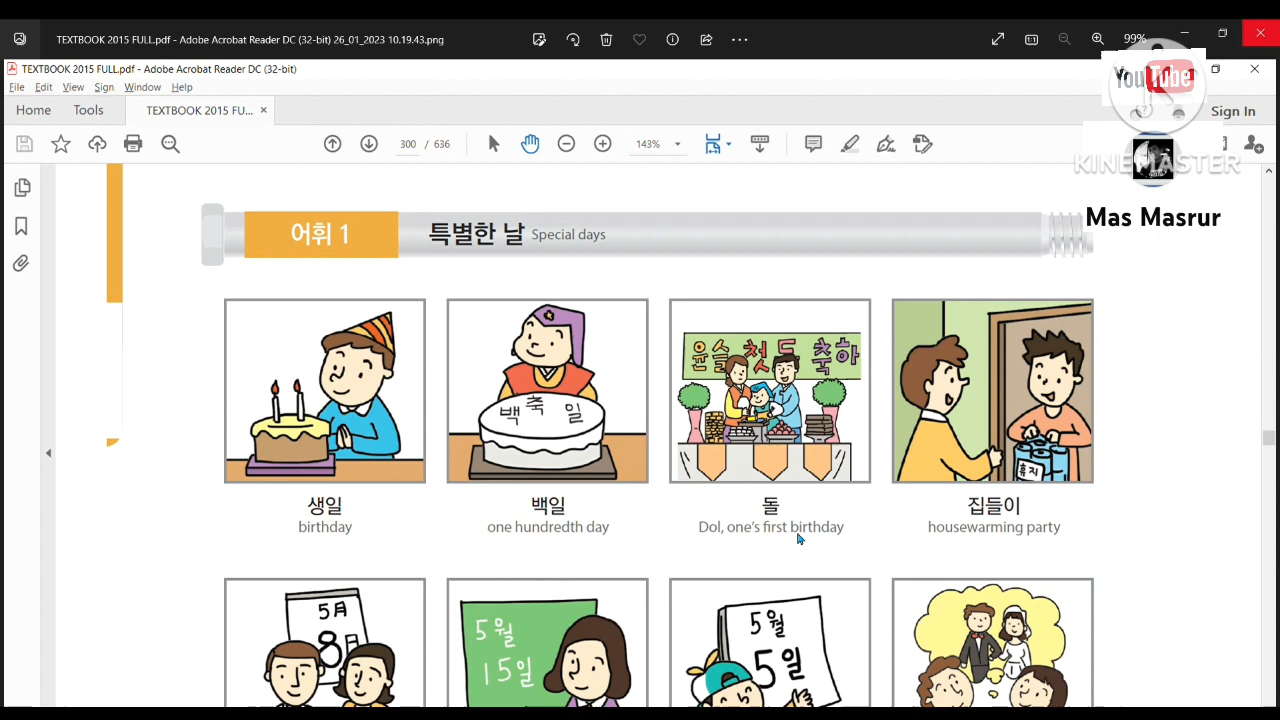 TEXTBOOK 2015 FULL.pdf - Adobe Acrobat Reader DC (32-bit) 26_01_2023 10.19.43.png
99%
TEXTBOOK 2015 FULL.pdf - Adobe Acrobat Reader DC (32-bit)
File Edit View Sign Window Help
YouTube
Home Tools TEXTBOOK 2015 FU... Sign In
300 / 636 143%
KINEMASTER
Mas Masrur
어휘 1 특별한 날 Special days
백 축 일
윤슬 첫 돌 축하
휴지
생일
birthday
백일
one hundredth day
돌
Dol, one's first birthday
집들이
housewarming party
5月
8日
5월
15일
5월
5일